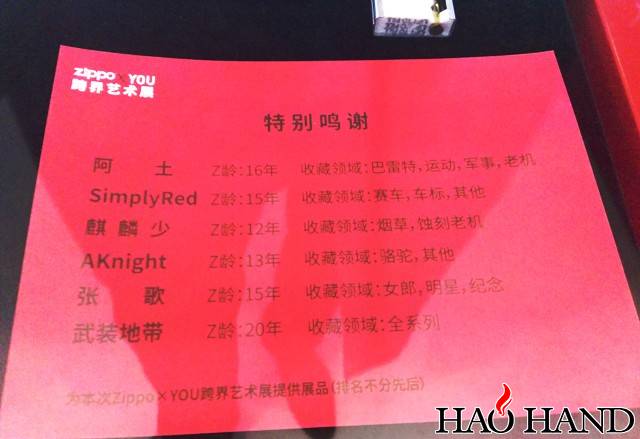 zippo×YOU
跨界艺术展
特别鸣谢
阿 土 Z龄:16年 收藏领域:巴雷特,运动,军事,老机
SimplyRed Z龄:15年 收藏领域:赛车,车标,其他
麒麟少 Z龄:12年 收藏领域:烟草,蚀刻老机
AKnight Z龄:13年 收藏领域:骆驼,其他
张 歌 Z龄:15年 收藏领域:女郎,明星,纪念
武装地带 Z龄:20年 收藏领域:全系列
为本次Zippo×YOU跨界艺术展提供展品(排名不分先后)
HAO HAND